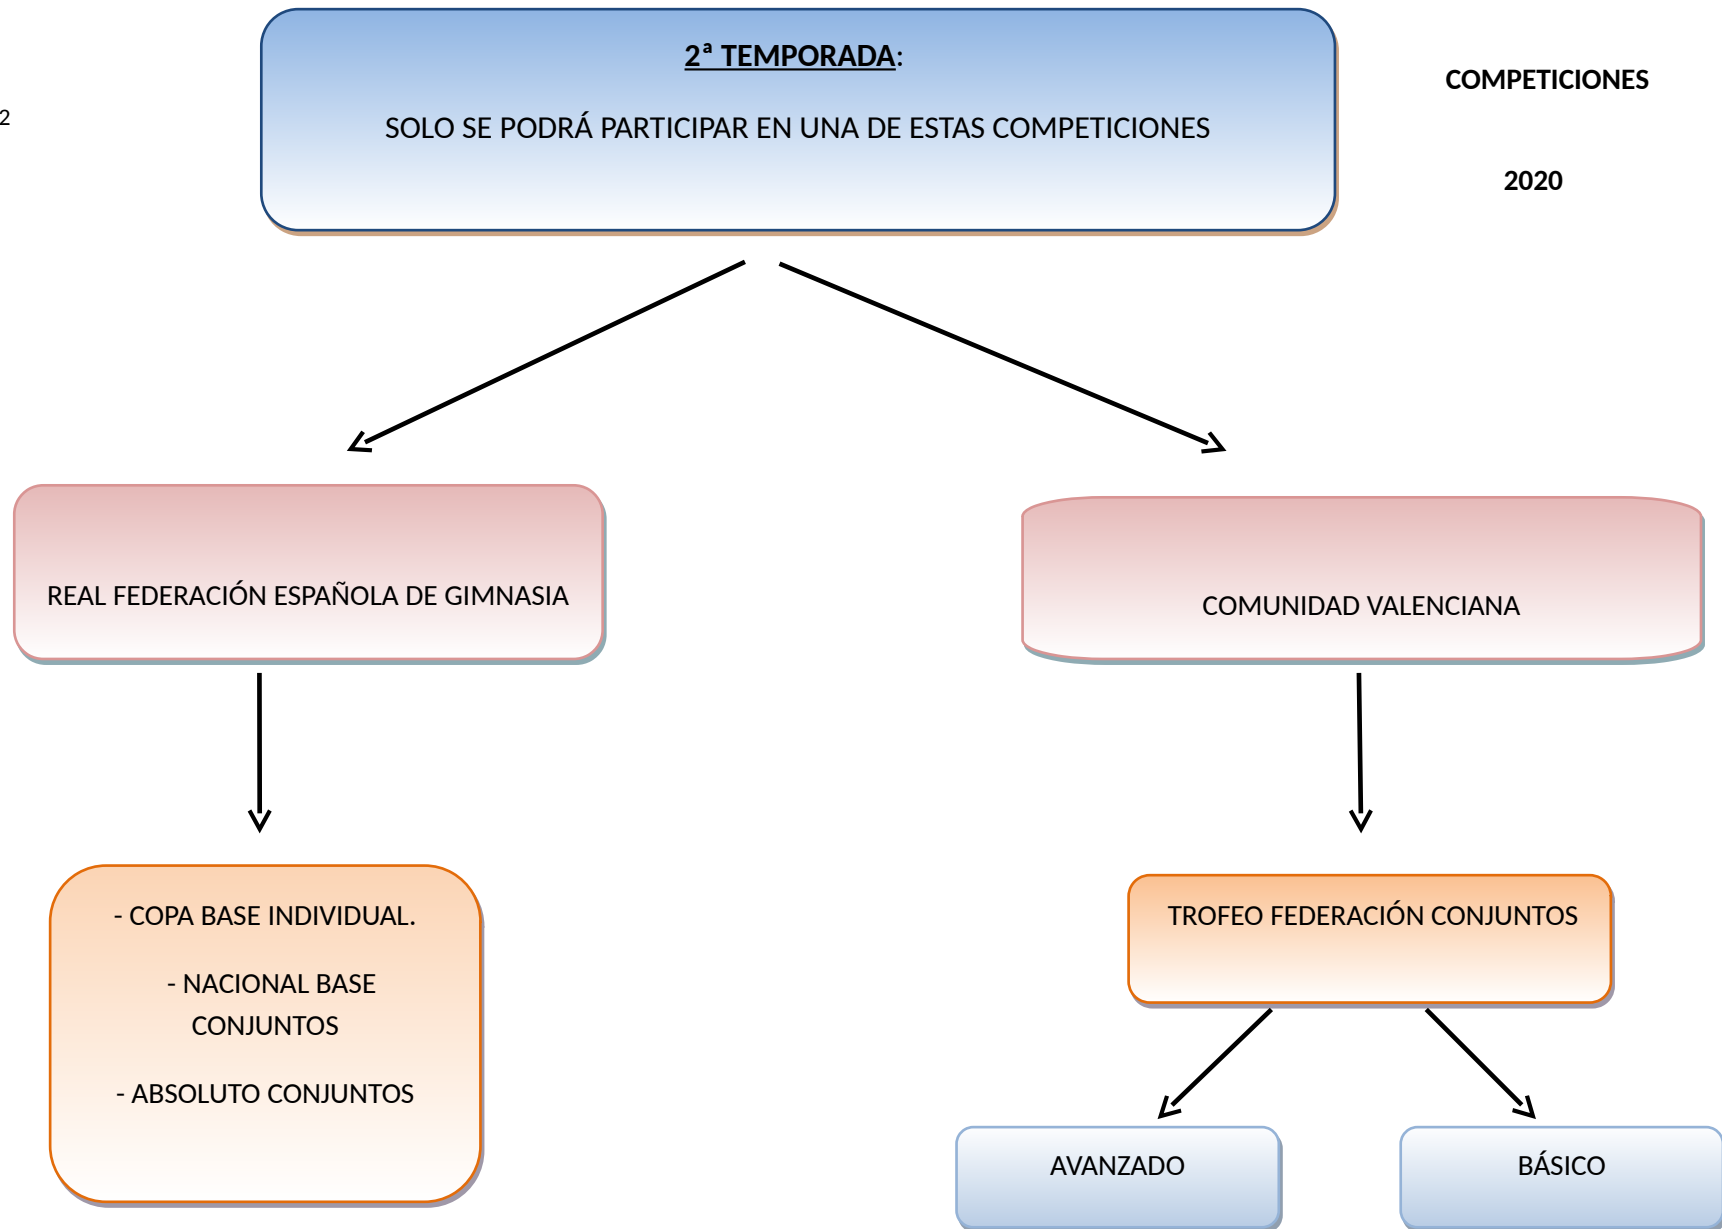 2ª TEMPORADA:
COMPETICIONES
2
SOLO SE PODRÁ PARTICIPAR EN UNA DE ESTAS COMPETICIONES
2020
REAL FEDERACIÓN ESPAÑOLA DE GIMNASIA
COMUNIDAD VALENCIANA
- COPA BASE INDIVIDUAL.
- NACIONAL BASE
CONJUNTOS
- ABSOLUTO CONJUNTOS
TROFEO FEDERACIÓN CONJUNTOS
AVANZADO
BÁSICO